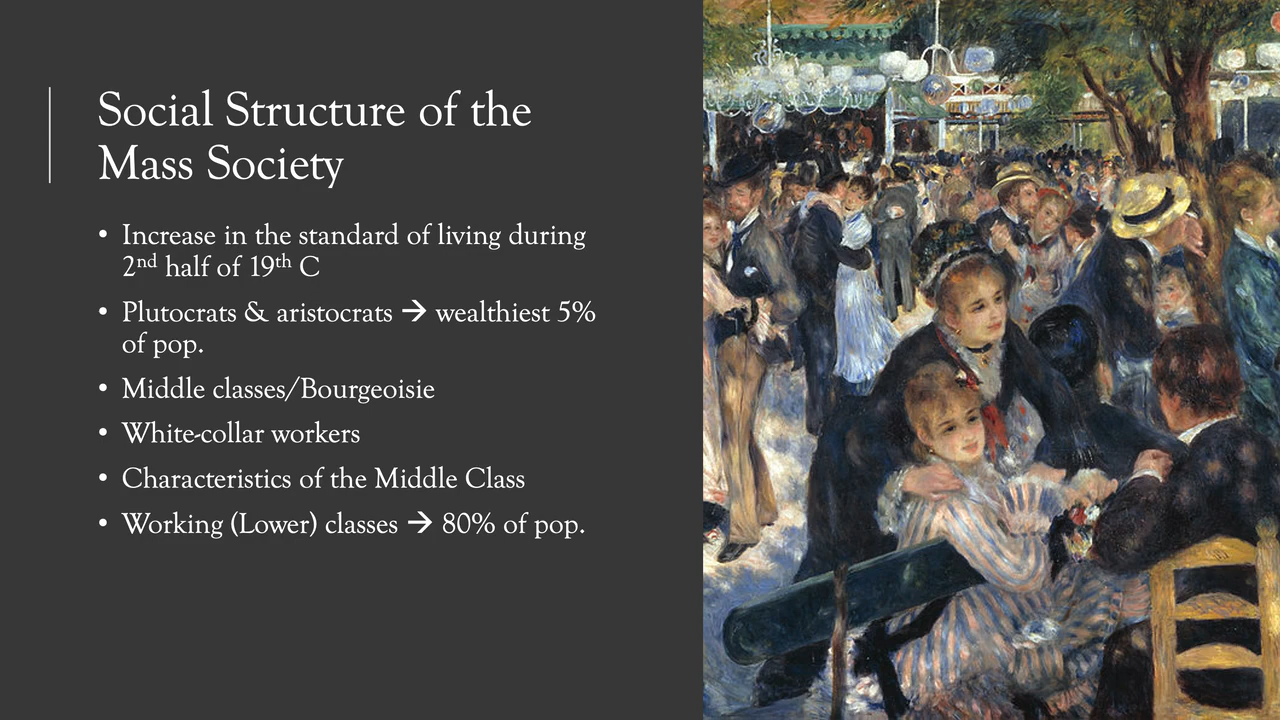 Social Structure of the
Mass Society
• Increase in the standard of living during
2nd half of 19th C
• Plutocrats & aristocrats → wealthiest 5%
of pop.
• Middle classes/Bourgeoisie
• White-collar workers
• Characteristics of the Middle Class
• Working (Lower) classes → 80% of pop.